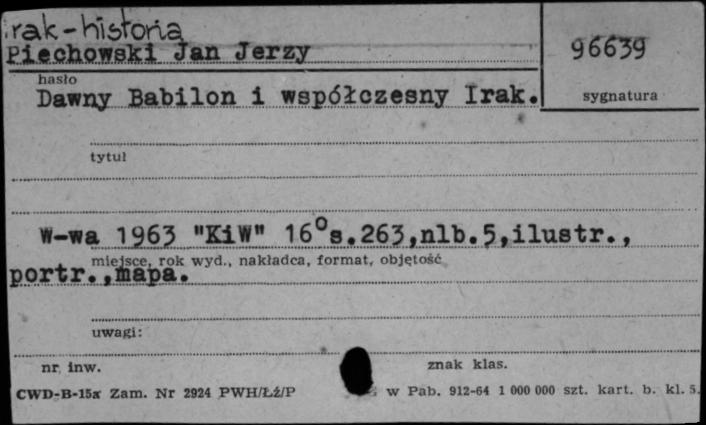 irak-historia
Piechowski Jan Jerzy
96639
hasło
sygnatura
Dawny Babilon i współczesny Irak.
tytuł
W-wa 1963 "KiW" 16°s.263,nlb.5,ilustr.,
miejsce, rok wyd., nakładca, format, objętość
portr.,mapa.
uwagi:
nr. inw.
znak klas.
CWD-B-15a Zam. Nr 2924 PWH/Łź/P
w Pab. 912-64 1 000 000 szt. kart. b. kl. 5.